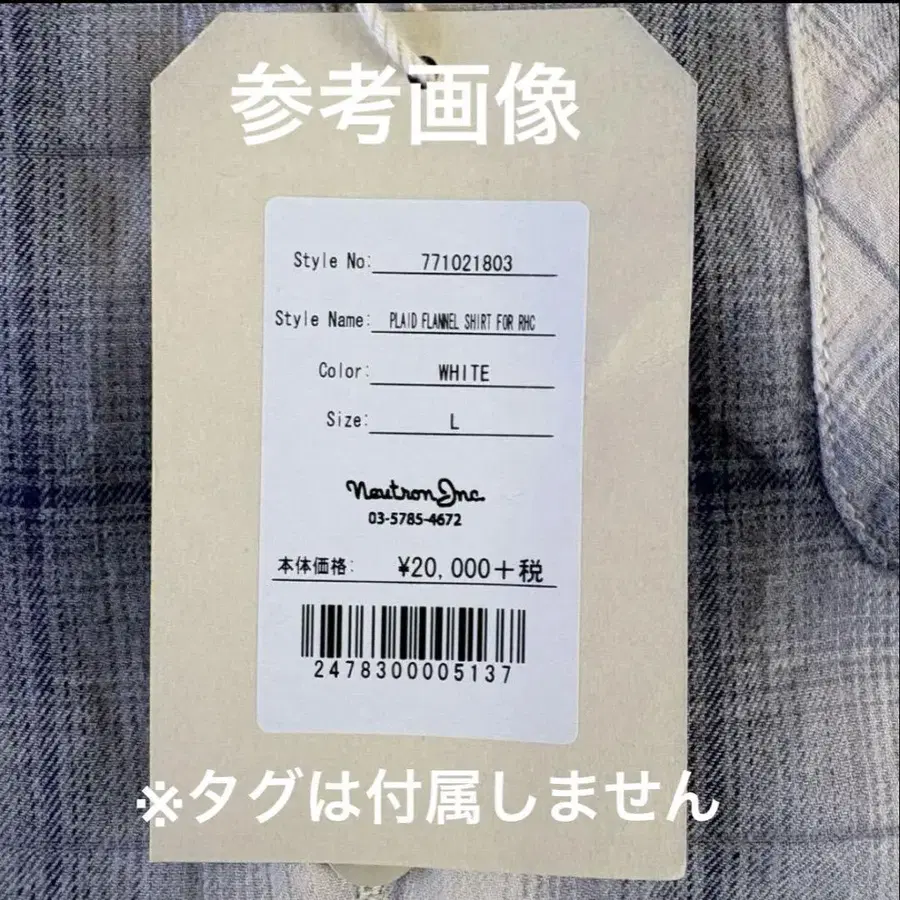 参考画像
Style No: 771021803
Style Name: PLAID FLANNEL SHIRT FOR RHC
Color: WHITE
Size: L
Neutron Inc.
03-5785-4672
本体価格: ¥20,000+税
2478300005137
※タグは付属しません